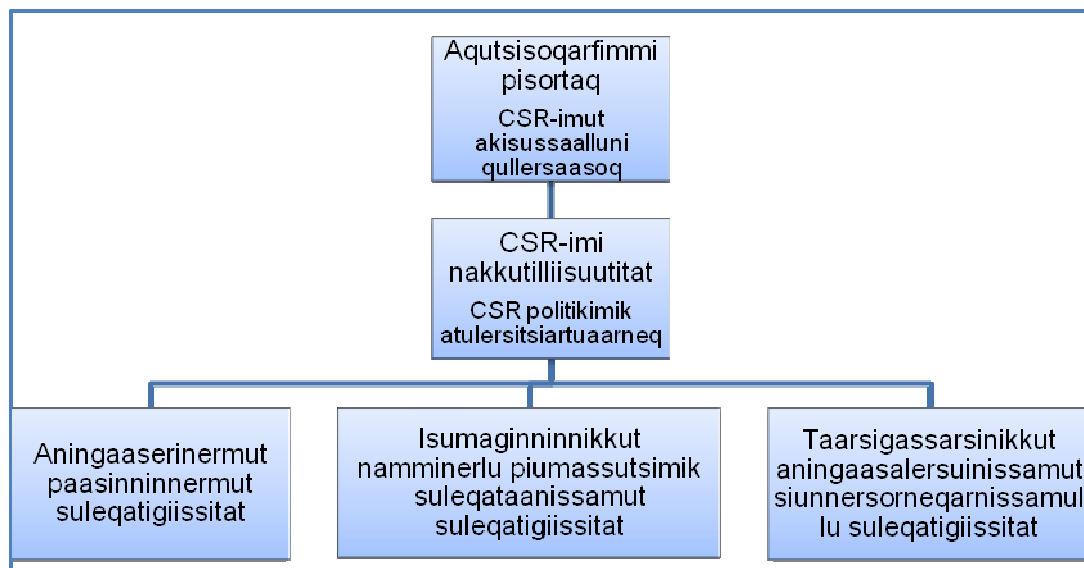 Aqutsisoqarfimmi
pisortaq
CSR-imut
akisussaalluni
qullersaasoq
CSR-imi
nakkutilliisuutitat
CSR politikimik
atulersitsiartuaarneq
Aningaaserinermut
paasinninnermut
suleqatigiissitat
Isumaginninnikkut
namminerlu piumassutsimik
suleqataanissamut
suleqatigiissitat
Taarsigassarsinikkut
aningaasalersuinissamut
siunnersorneqarnissamul
lu suleqatigiissitat